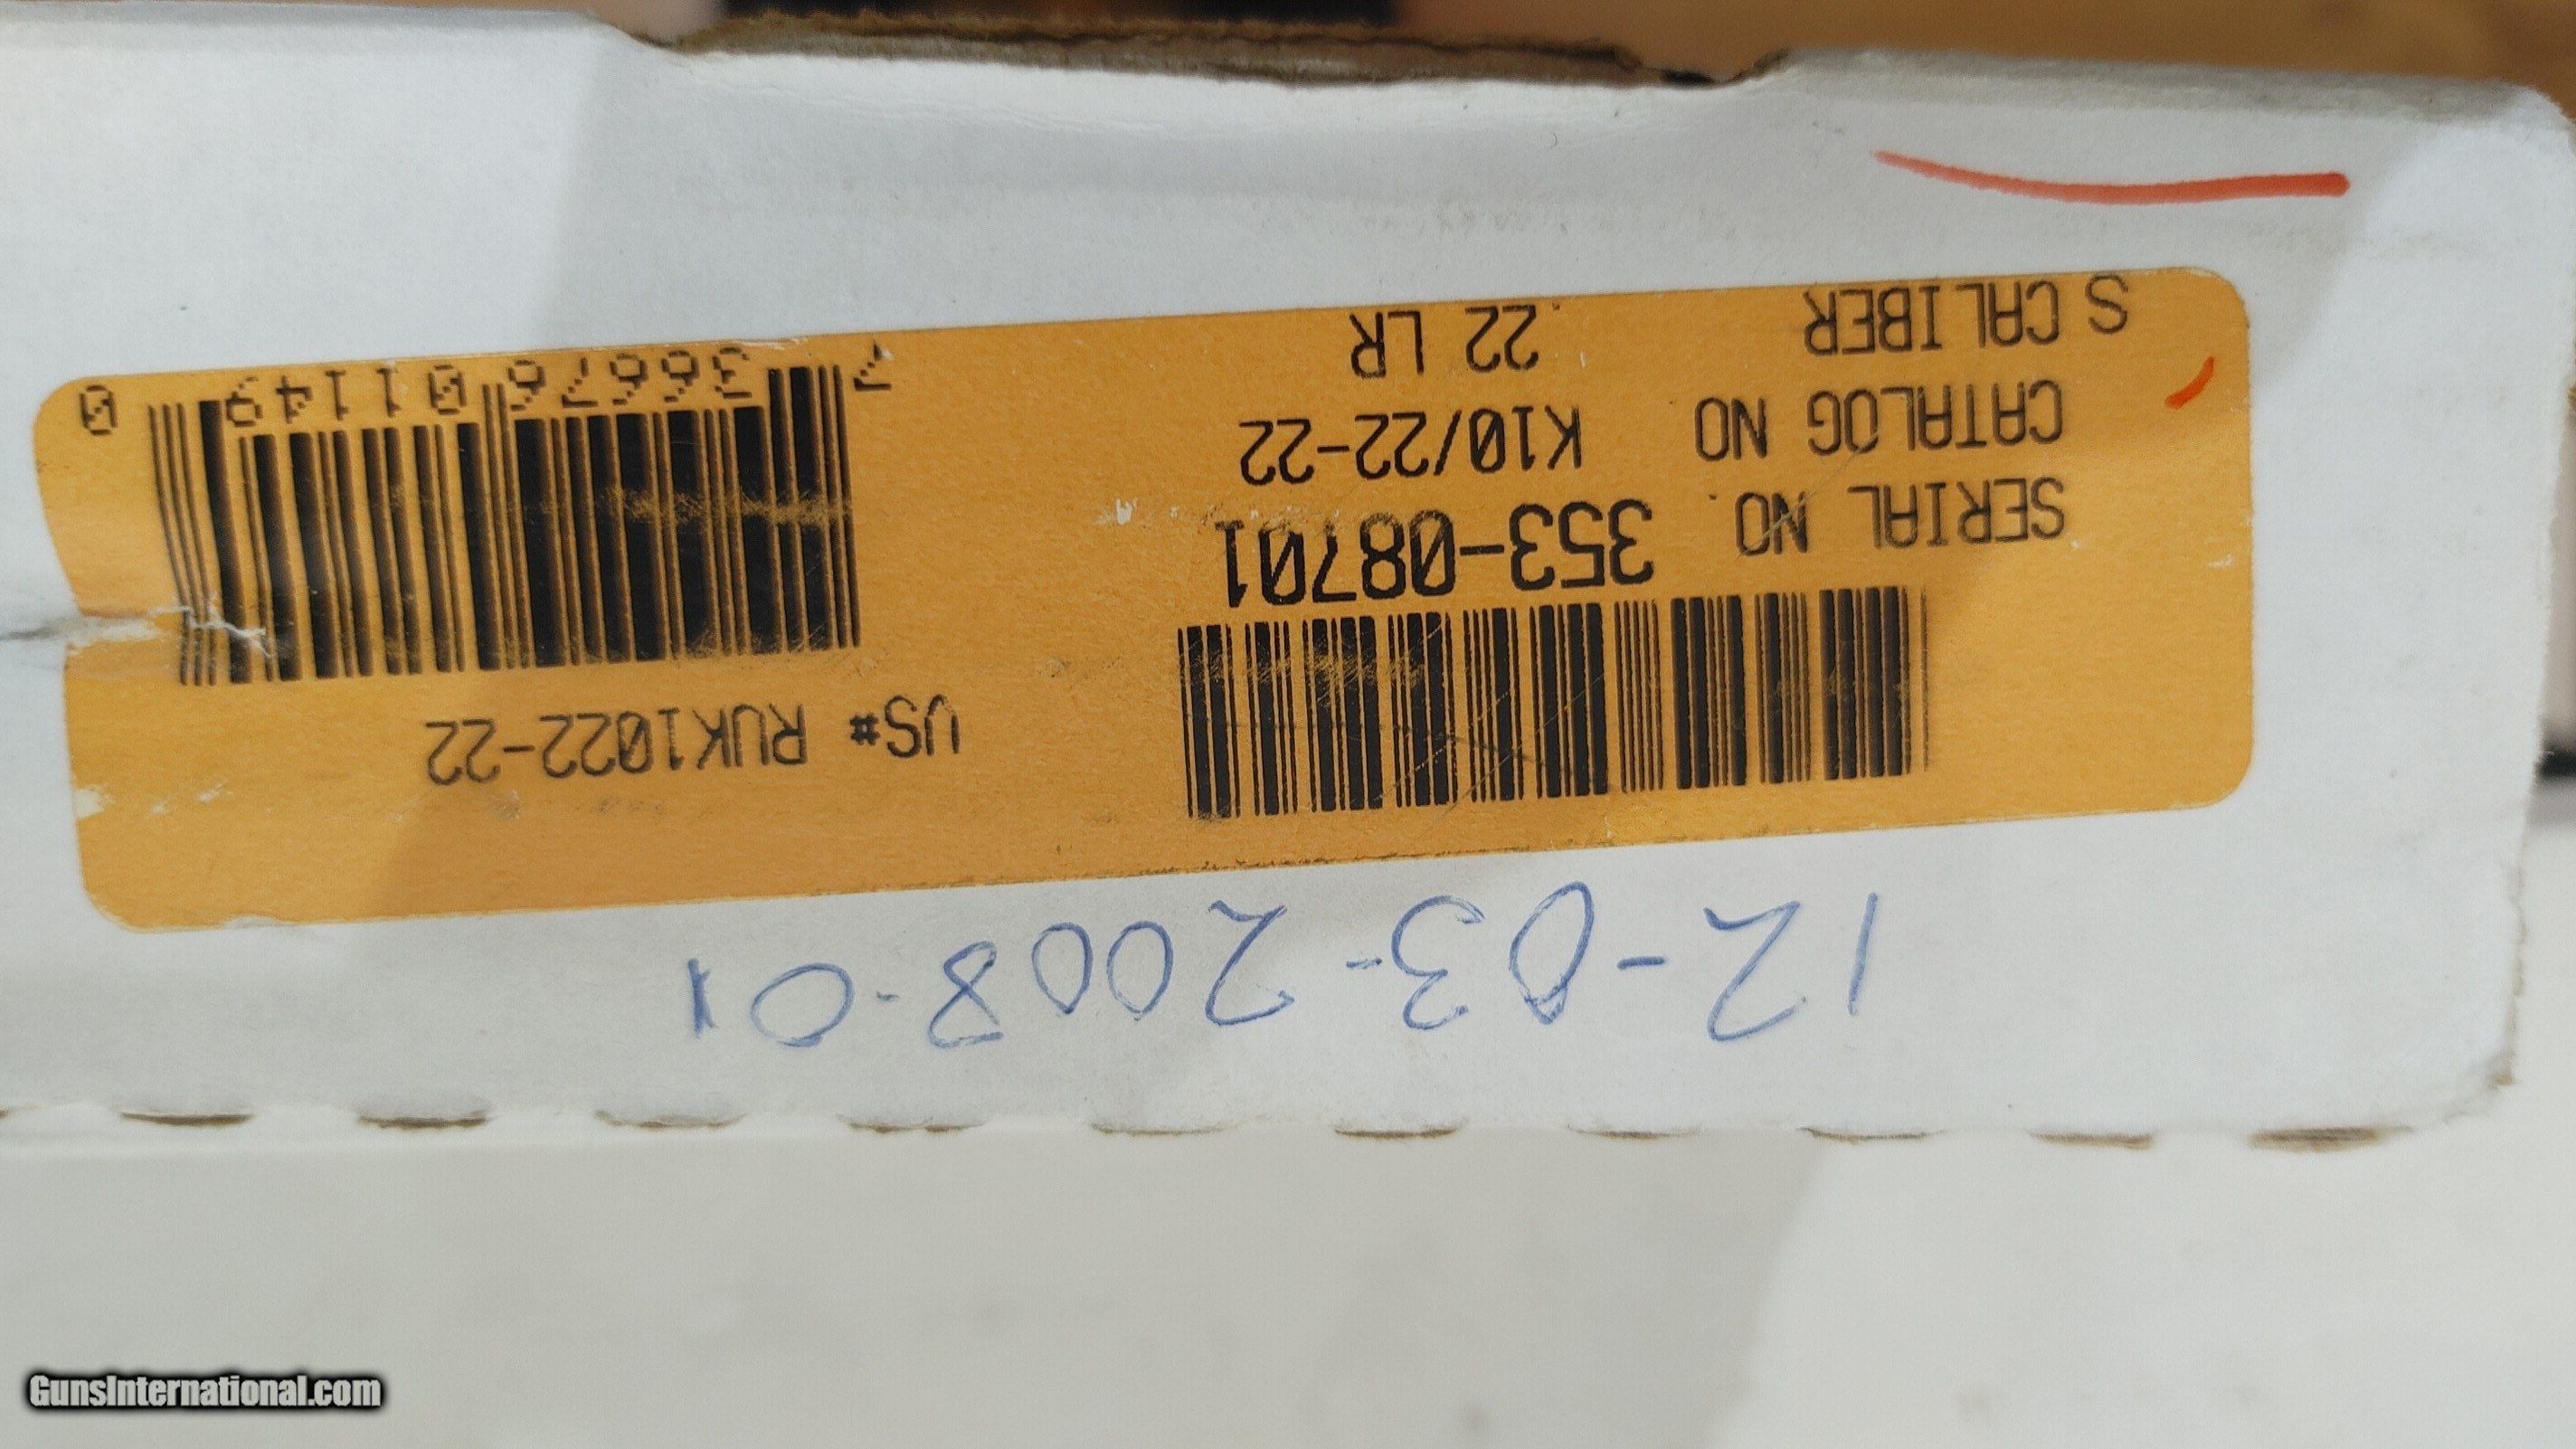 12-03-2008-01
US# RUK1022-22
SERIAL NO. 353-08701
CATALOG NO K10/22-22
S CALIBER .22 LR
7 36676 01149 0
GunsInternational.com